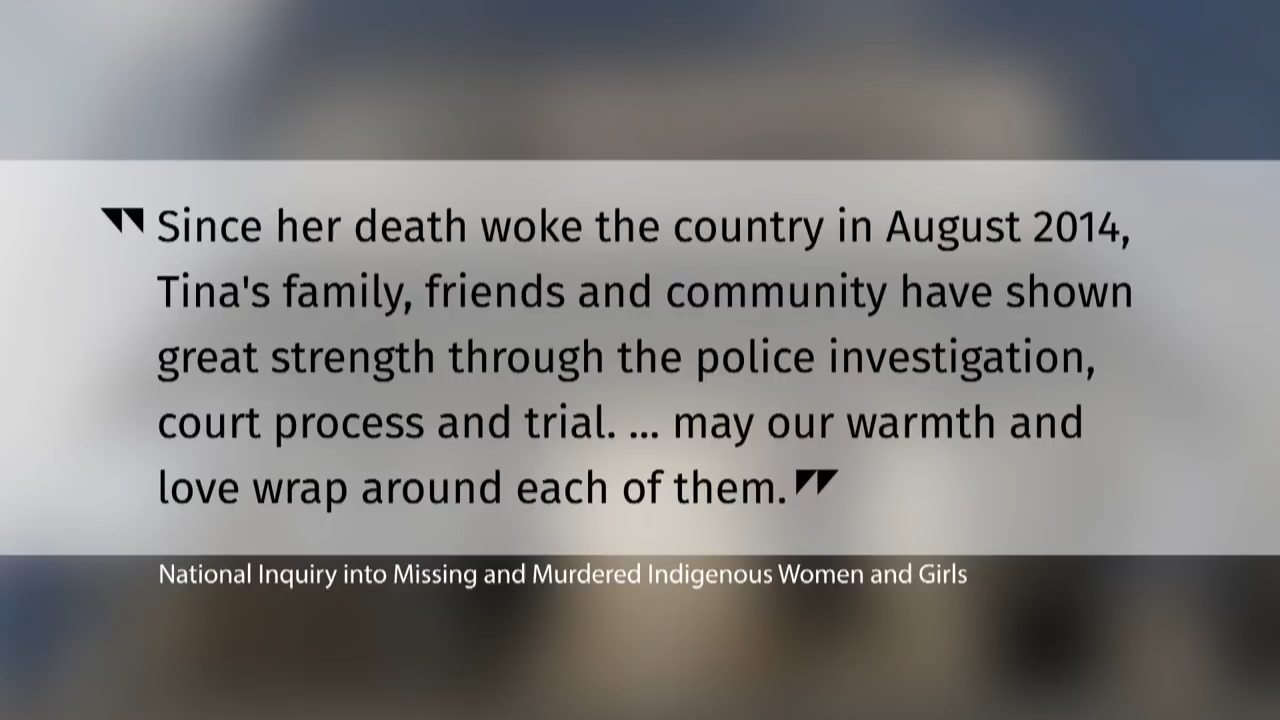 "Since her death woke the country in August 2014,
Tina's family, friends and community have shown
great strength through the police investigation,
court process and trial. ... may our warmth and
love wrap around each of them."
National Inquiry into Missing and Murdered Indigenous Women and Girls